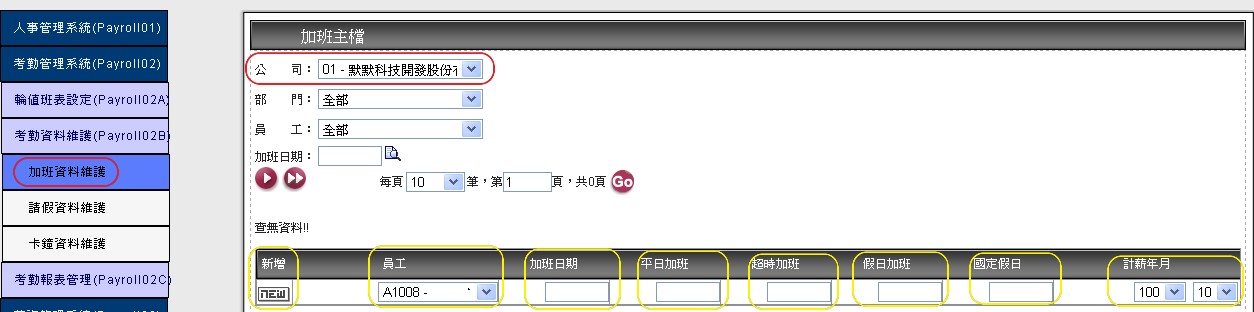 人事管理系統(Payroll01)
考勤管理系統(Payroll02)
輪值班表設定(Payroll02A)
考勤資料維護(Payroll02B)
加班資料維護
請假資料維護
卡鐘資料維護
考勤報表管理(Payroll02C)
加班主檔
公 司： 01 - 默默科技開發股份
部 門： 全部
員 工： 全部
加班日期：
每頁 10 筆，第 1 頁，共0頁 Go
查無資料!!
新增 員工 加班日期 平日加班 超時加班 假日加班 國定假日 計薪年月
NEW A1008 - 100 10